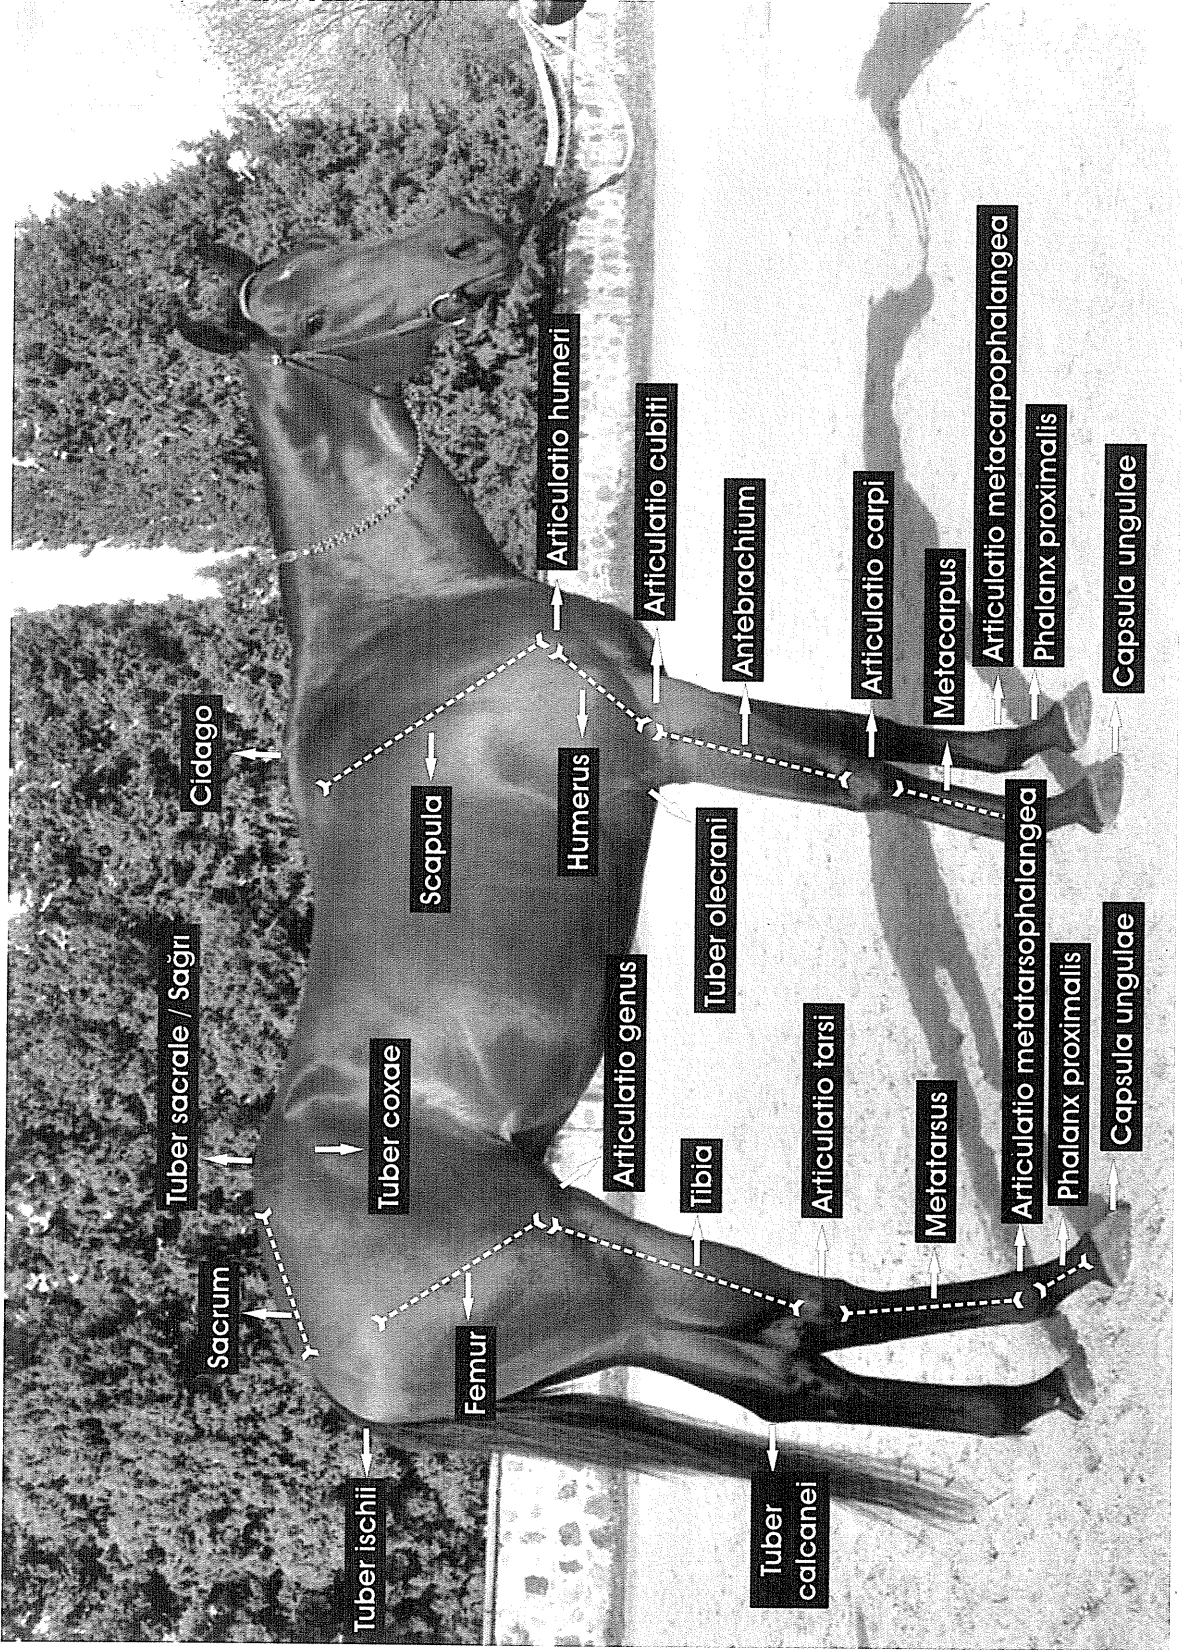 Tuber sacrale / Sağrı
Cidago
Sacrum
Tuber ischii
Tuber coxae
Scapula
Femur
Humerus
Articulatio humeri
Articulatio genus
Articulatio cubiti
Tibia
Tuber olecrani
Antebrachium
Tuber
calcanei
Articulatio tarsi
Articulatio carpi
Metatarsus
Metacarpus
Articulatio metatarsophalangea
Articulatio metacarpophalangea
Phalanx proximalis
Phalanx proximalis
Capsula ungulae
Capsula ungulae